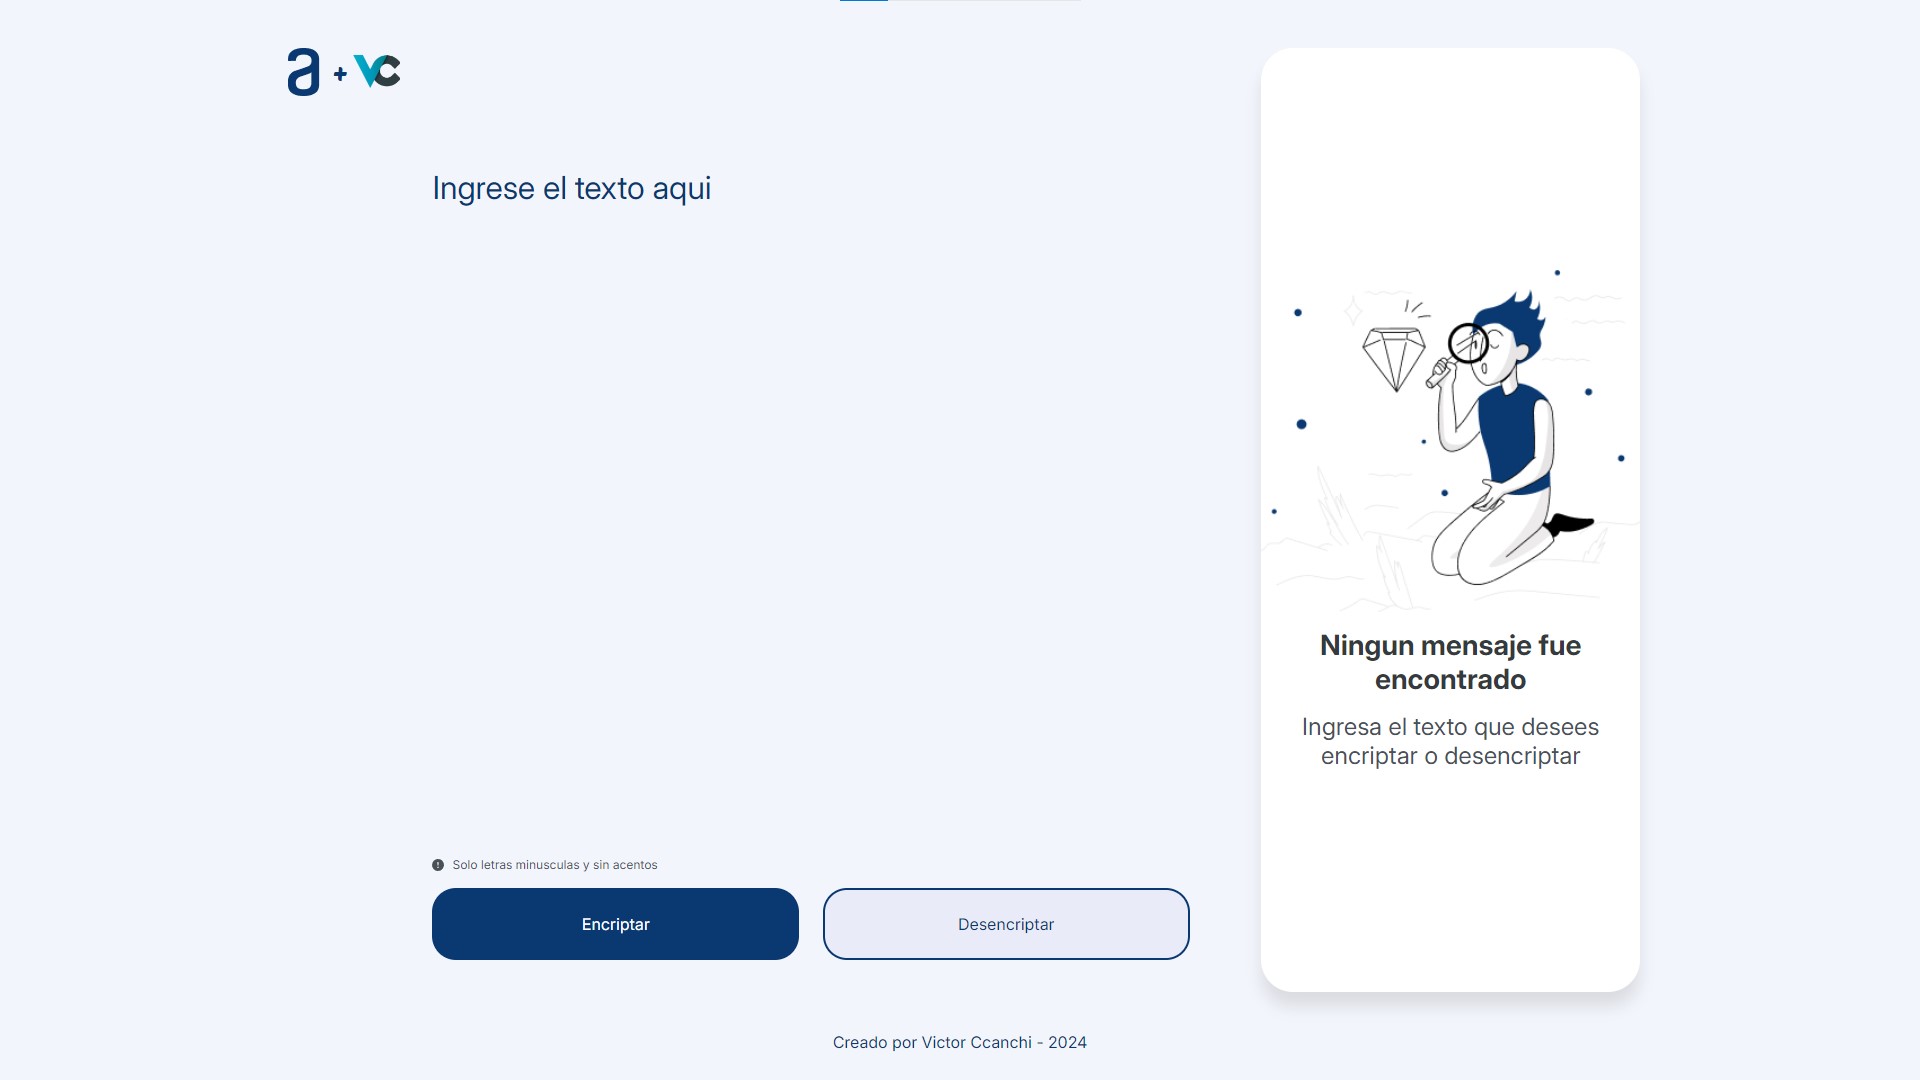 a + VC
Ingrese el texto aqui
Ningun mensaje fue
encontrado
Ingresa el texto que desees
encriptar o desencriptar
Solo letras minusculas y sin acentos
Encriptar
Desencriptar
Creado por Victor Ccanchi - 2024